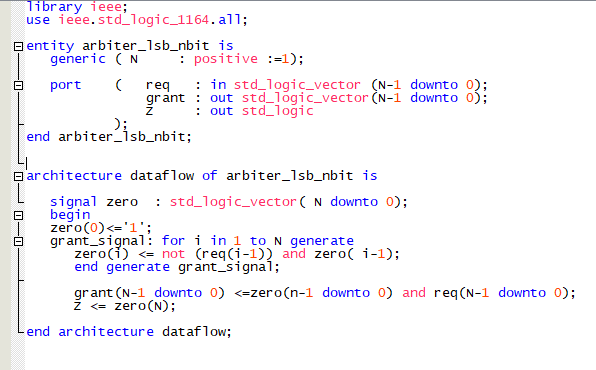 library ieee;
use ieee.std_logic_1164.all;
entity arbiter_lsb_nbit is
generic ( N : positive :=1);
port ( req : in std_logic_vector (N-1 downto 0);
grant : out std_logic_vector(N-1 downto 0);
Z : out std_logic
);
end arbiter_lsb_nbit;
architecture dataflow of arbiter_lsb_nbit is
signal zero : std_logic_vector( N downto 0);
begin
zero(0)<='1';
grant_signal: for i in 1 to N generate
zero(i) <= not (req(i-1)) and zero( i-1);
end generate grant_signal;
grant(N-1 downto 0) <=zero(n-1 downto 0) and req(N-1 downto 0);
Z <= zero(N);
end architecture dataflow;